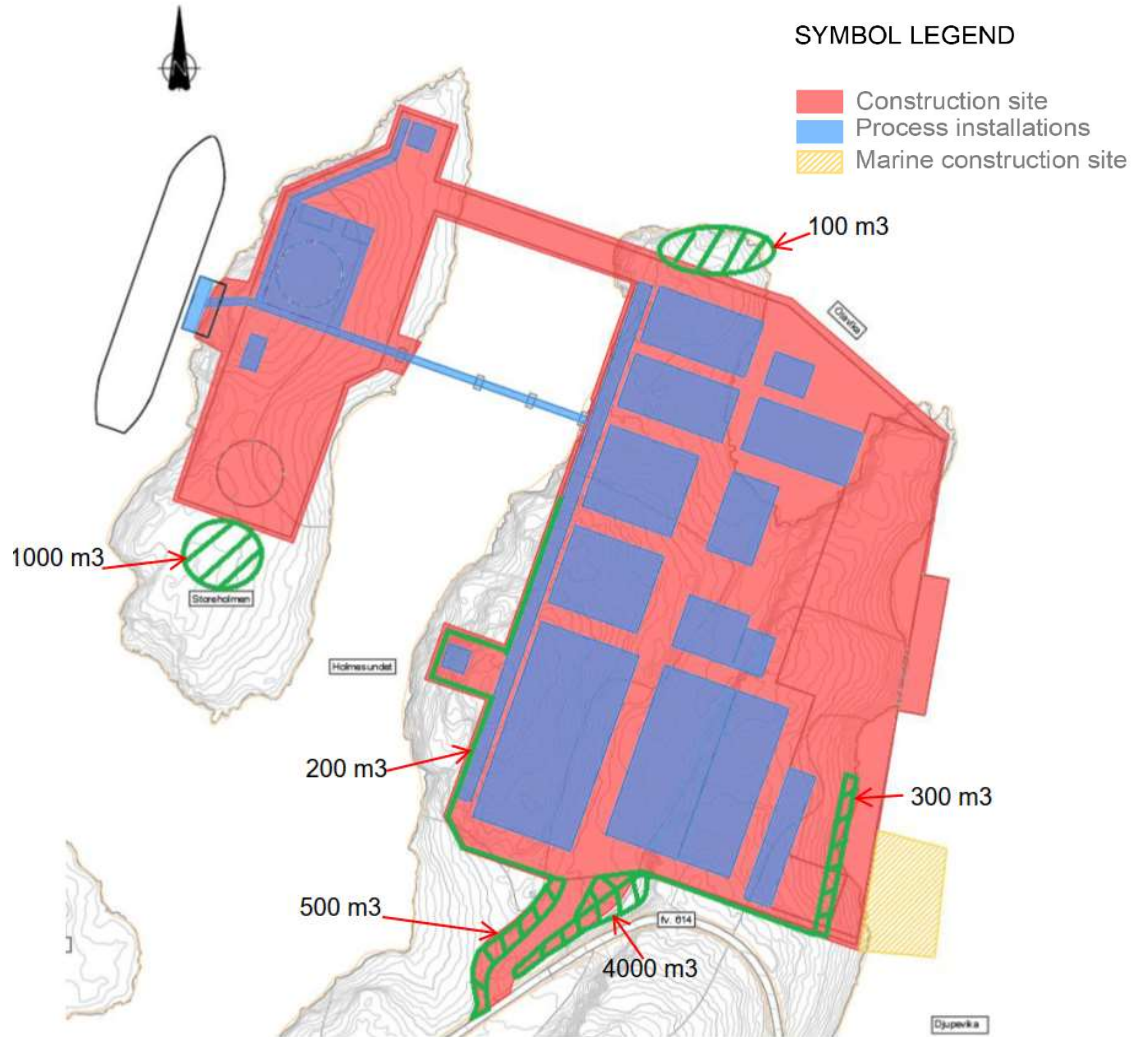 SYMBOL LEGEND
Construction site
Process installations
Marine construction site
N
100 m3
Olavika
1000 m3
Storeholmen
Holmesundet
200 m3
300 m3
500 m3
fv. 614
4000 m3
Djupevika